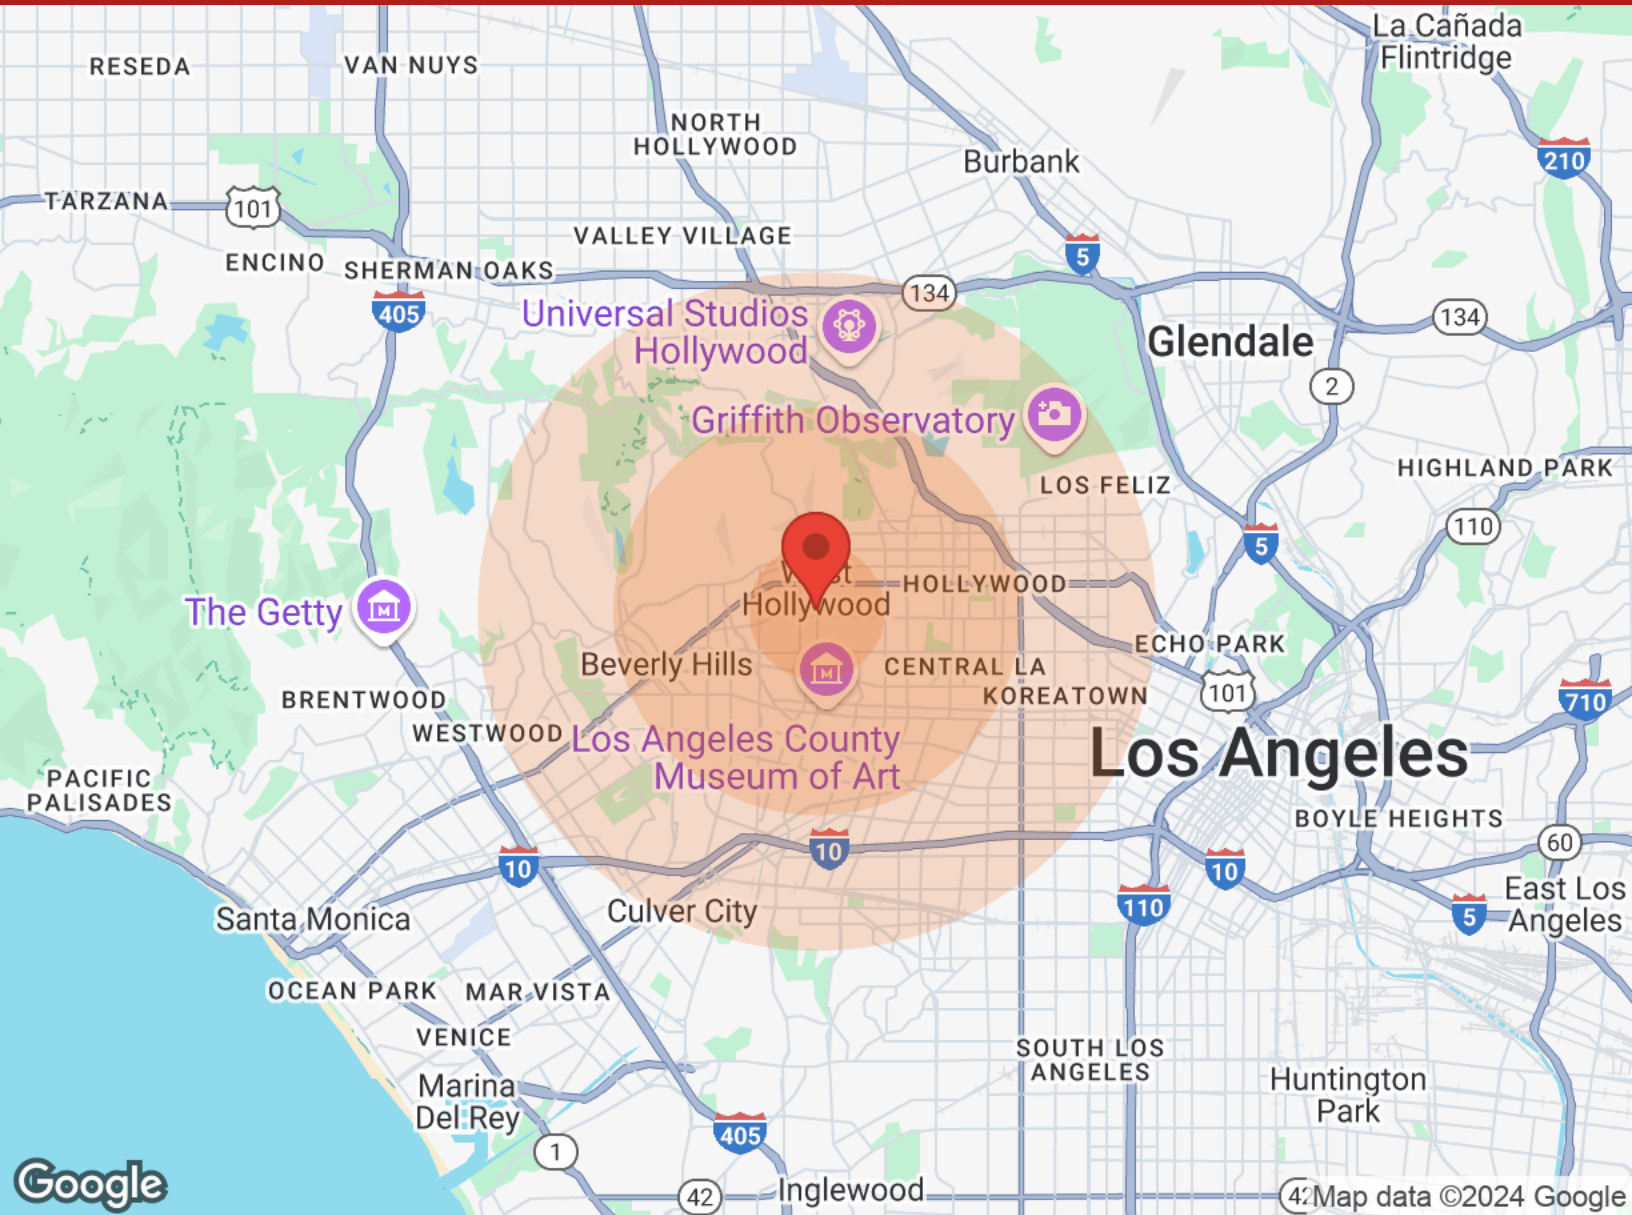 La Cañada
Flintridge
RESEDA
VAN NUYS
NORTH
HOLLYWOOD
Burbank
210
TARZANA
101
VALLEY VILLAGE
ENCINO
SHERMAN OAKS
5
134
405
Universal Studios
Hollywood
134
Glendale
2
Griffith Observatory
HIGHLAND PARK
LOS FELIZ
110
5
West
Hollywood
HOLLYWOOD
The Getty
ECHO PARK
Beverly Hills
CENTRAL LA
KOREATOWN
101
710
BRENTWOOD
WESTWOOD
Los Angeles County
Museum of Art
Los Angeles
PACIFIC
PALISADES
BOYLE HEIGHTS
60
10
10
10
East Los
Angeles
110
5
Culver City
Santa Monica
OCEAN PARK
MAR VISTA
VENICE
SOUTH LOS
ANGELES
Marina
Del Rey
Huntington
Park
405
1
Google
42
Inglewood
42
Map data ©2024 Google